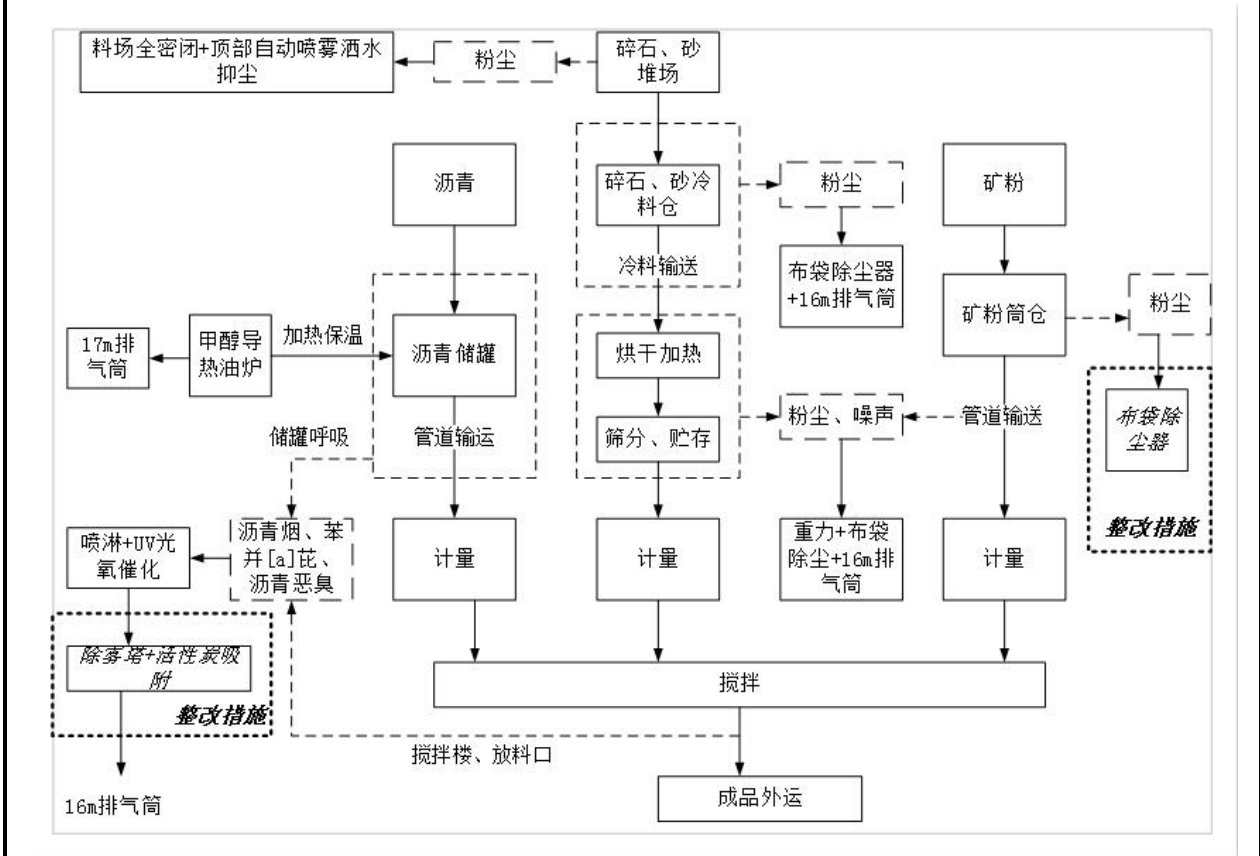 料场全密闭+顶部自动喷雾洒水
抑尘
粉尘
碎石、砂
堆场
沥青
碎石、砂冷
料仓
粉尘
矿粉
冷料输送
布袋除尘器
+16m排气筒
矿粉筒仓
粉尘
17m排
气筒
甲醇导
热油炉
加热保温
沥青储罐
烘干加热
储罐呼吸
管道输运
筛分、贮存
粉尘、噪声
管道输送
布袋除
尘器
整改措施
喷淋+UV光
氧催化
沥青烟、苯
并[a]芘、
沥青恶臭
计量
计量
重力+布袋
除尘+16m排
气筒
计量
除雾塔+活性炭吸
附
整改措施
搅拌
搅拌楼、放料口
16m排气筒
成品外运